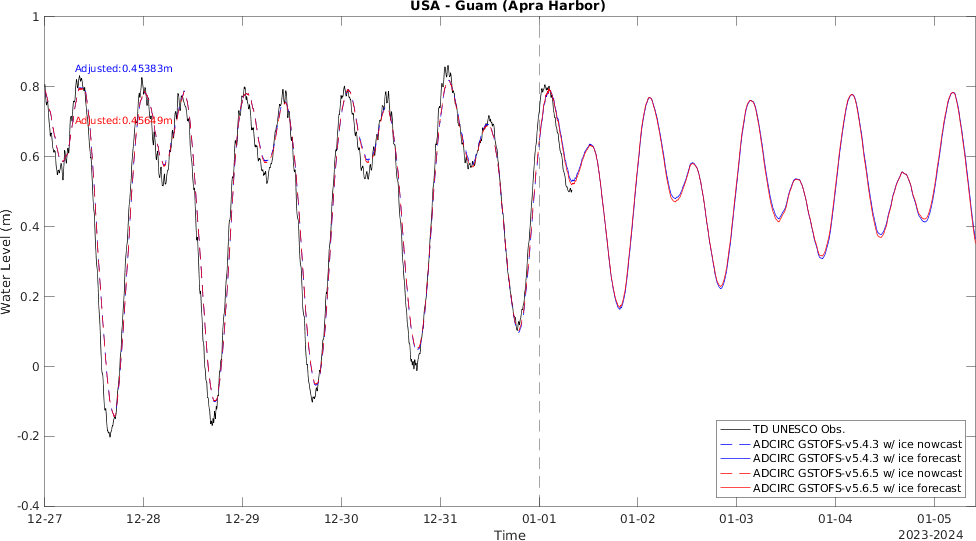 USA - Guam (Apra Harbor)
1
0.8
0.6
0.4
0.2
0
-0.2
-0.4
Water Level (m)
Adjusted:0.45383m
Adjusted:0.45649m
TD UNESCO Obs.
ADCIRC GSTOFS-v5.4.3 w/ ice nowcast
ADCIRC GSTOFS-v5.4.3 w/ ice forecast
ADCIRC GSTOFS-v5.6.5 w/ ice nowcast
ADCIRC GSTOFS-v5.6.5 w/ ice forecast
12-27 12-28 12-29 12-30 12-31 01-01 01-02 01-03 01-04 01-05
Time
2023-2024